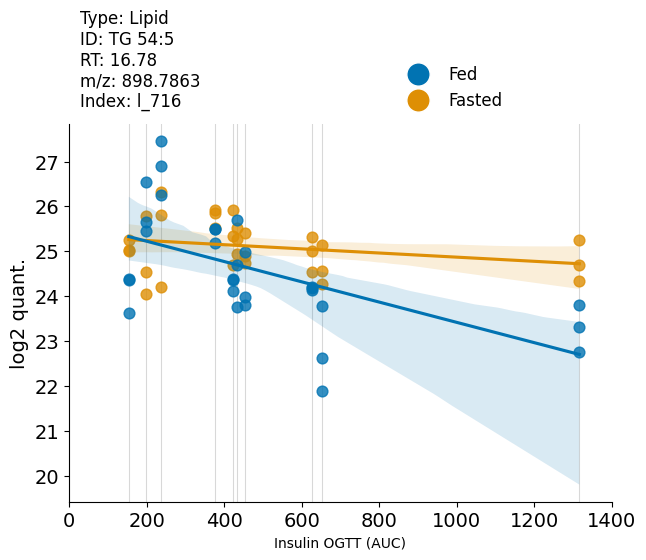 Type: Lipid
ID: TG 54:5
RT: 16.78
m/z: 898.7863
Index: l_716
Fed
Fasted
27
26
25
24
23
22
21
20
log2 quant.
0 200 400 600 800 1000 1200 1400
Insulin OGTT (AUC)